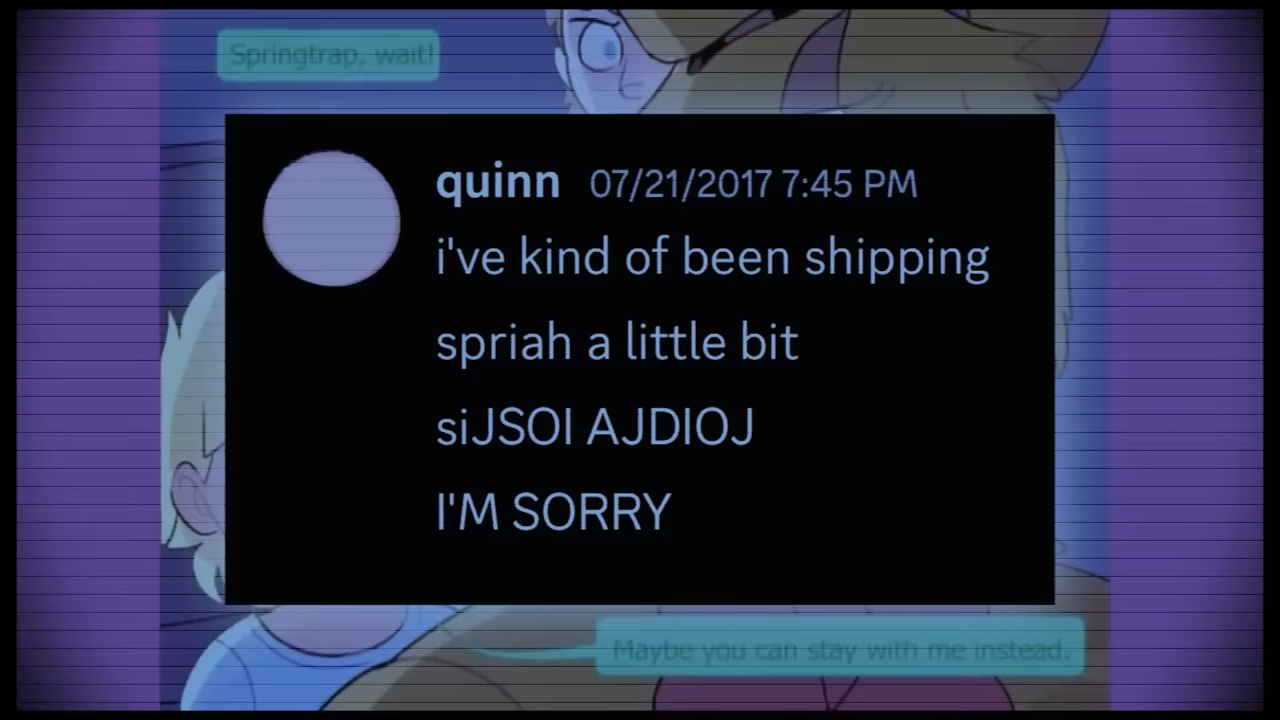 Springtrap, wait!
quinn 07/21/2017 7:45 PM
i've kind of been shipping
spriah a little bit
siJSOI AJDIOJ
I'M SORRY
Maybe you can stay with me instead.